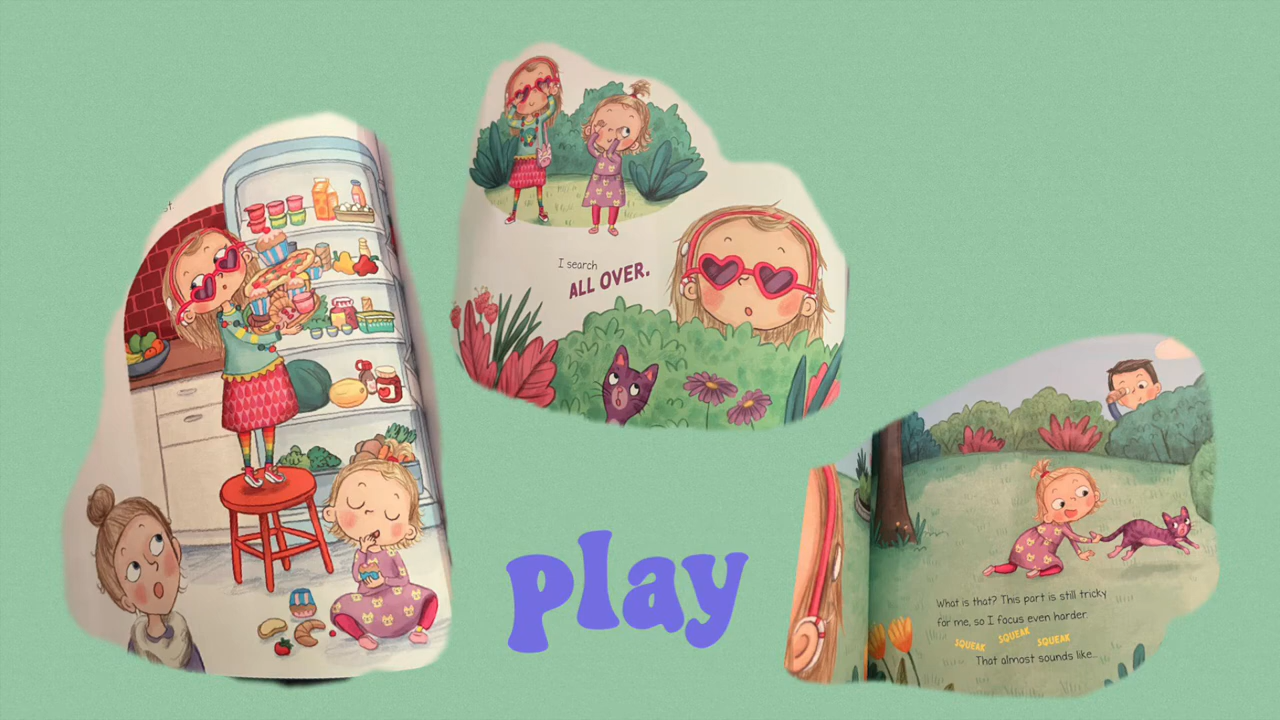 I search
ALL OVER.
play
What is that? This part is still tricky
for me, so I focus even harder.
SQUEAK SQUEAK SQUEAK
That almost sounds like...